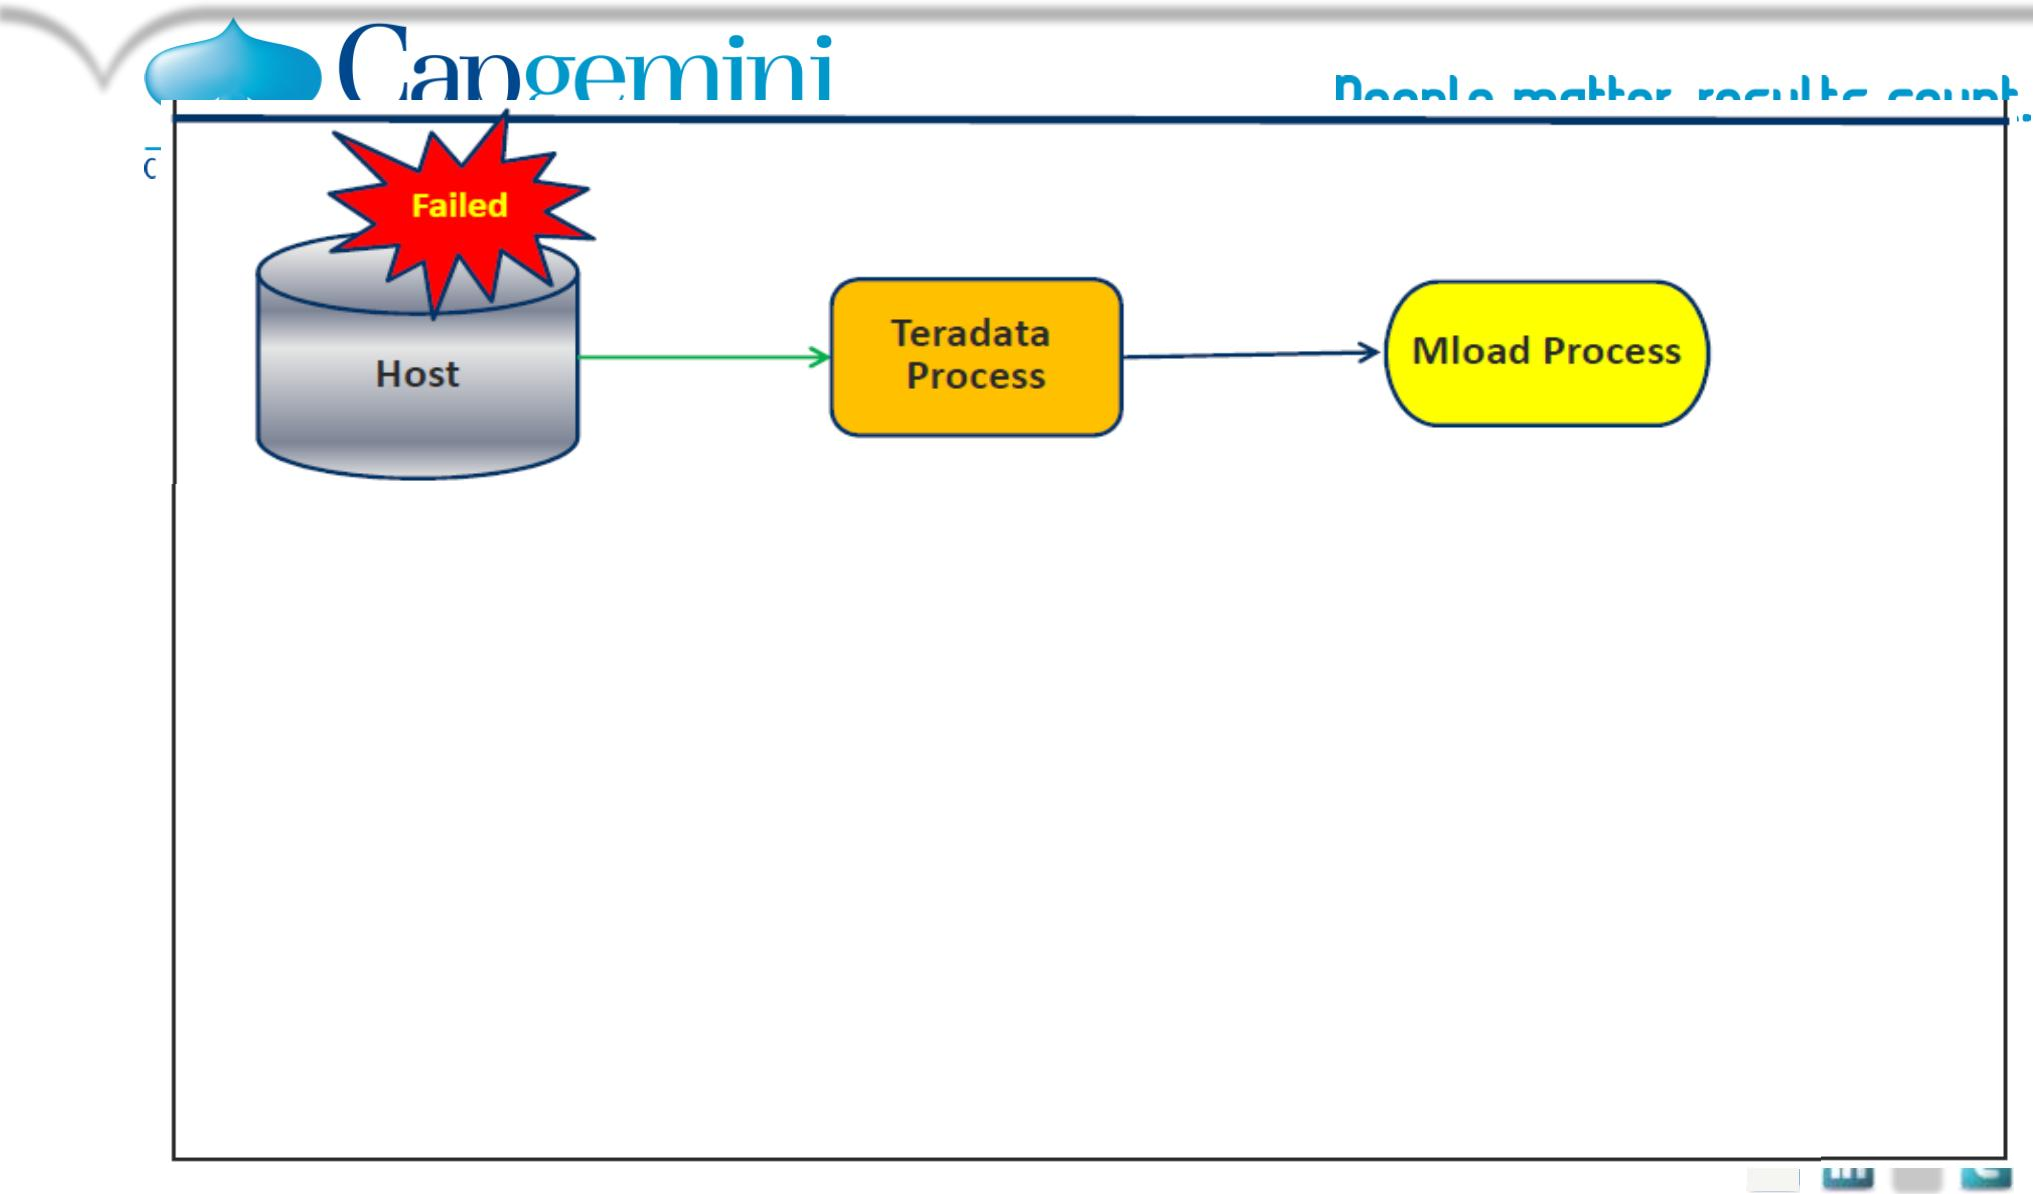 Capgemini
People matter, results count.
Failed
Host
Teradata
Process
Mload Process